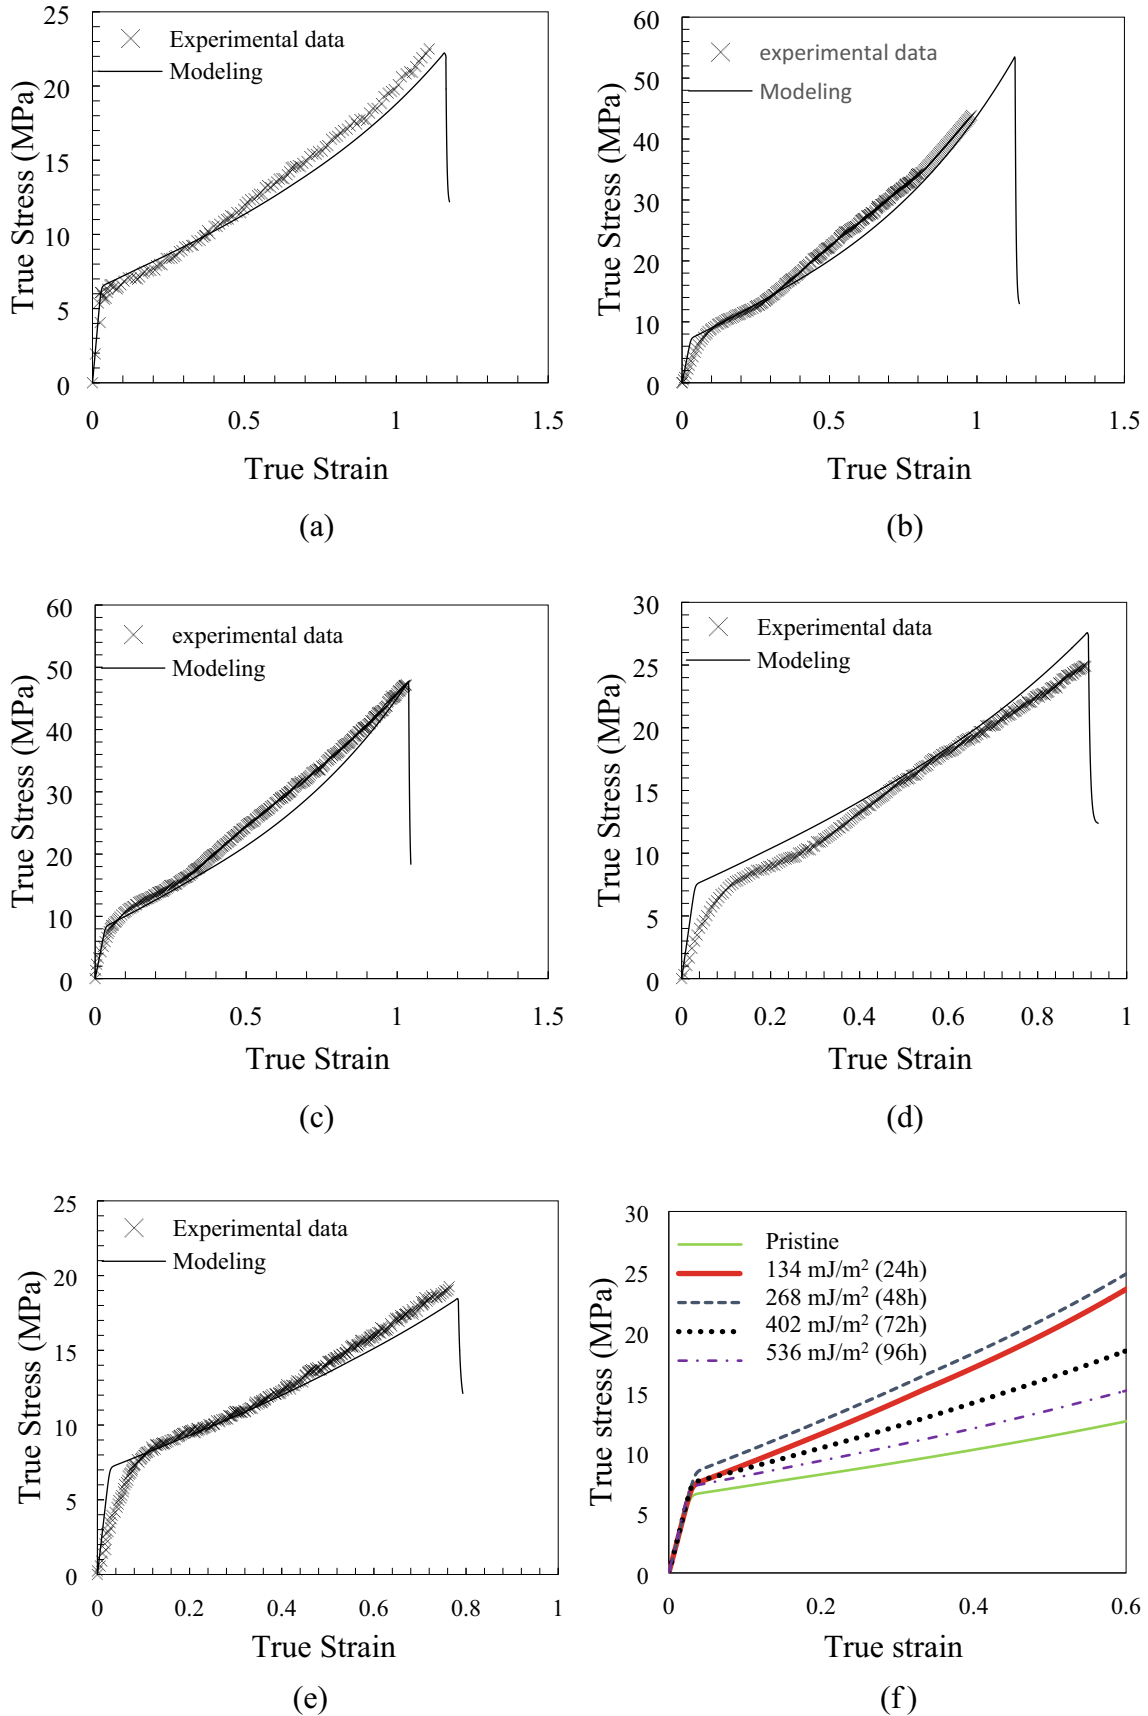 True Stress (MPa)
25
20
15
10
5
0
Experimental data
Modeling
0 0.5 1 1.5
True Strain
(a)
True Stress (MPa)
60
50
40
30
20
10
0
experimental data
Modeling
0 0.5 1 1.5
True Strain
(b)
True Stress (MPa)
60
50
40
30
20
10
0
experimental data
Modeling
0 0.5 1 1.5
True Strain
(c)
True Stress (MPa)
30
25
20
15
10
5
0
Experimental data
Modeling
0 0.2 0.4 0.6 0.8 1
True Strain
(d)
True Stress (MPa)
25
20
15
10
5
0
Experimental data
Modeling
0 0.2 0.4 0.6 0.8 1
True Strain
(e)
True stress (MPa)
30
25
20
15
10
5
0
Pristine
134 mJ/m² (24h)
268 mJ/m² (48h)
402 mJ/m² (72h)
536 mJ/m² (96h)
0 0.2 0.4 0.6
True strain
(f)